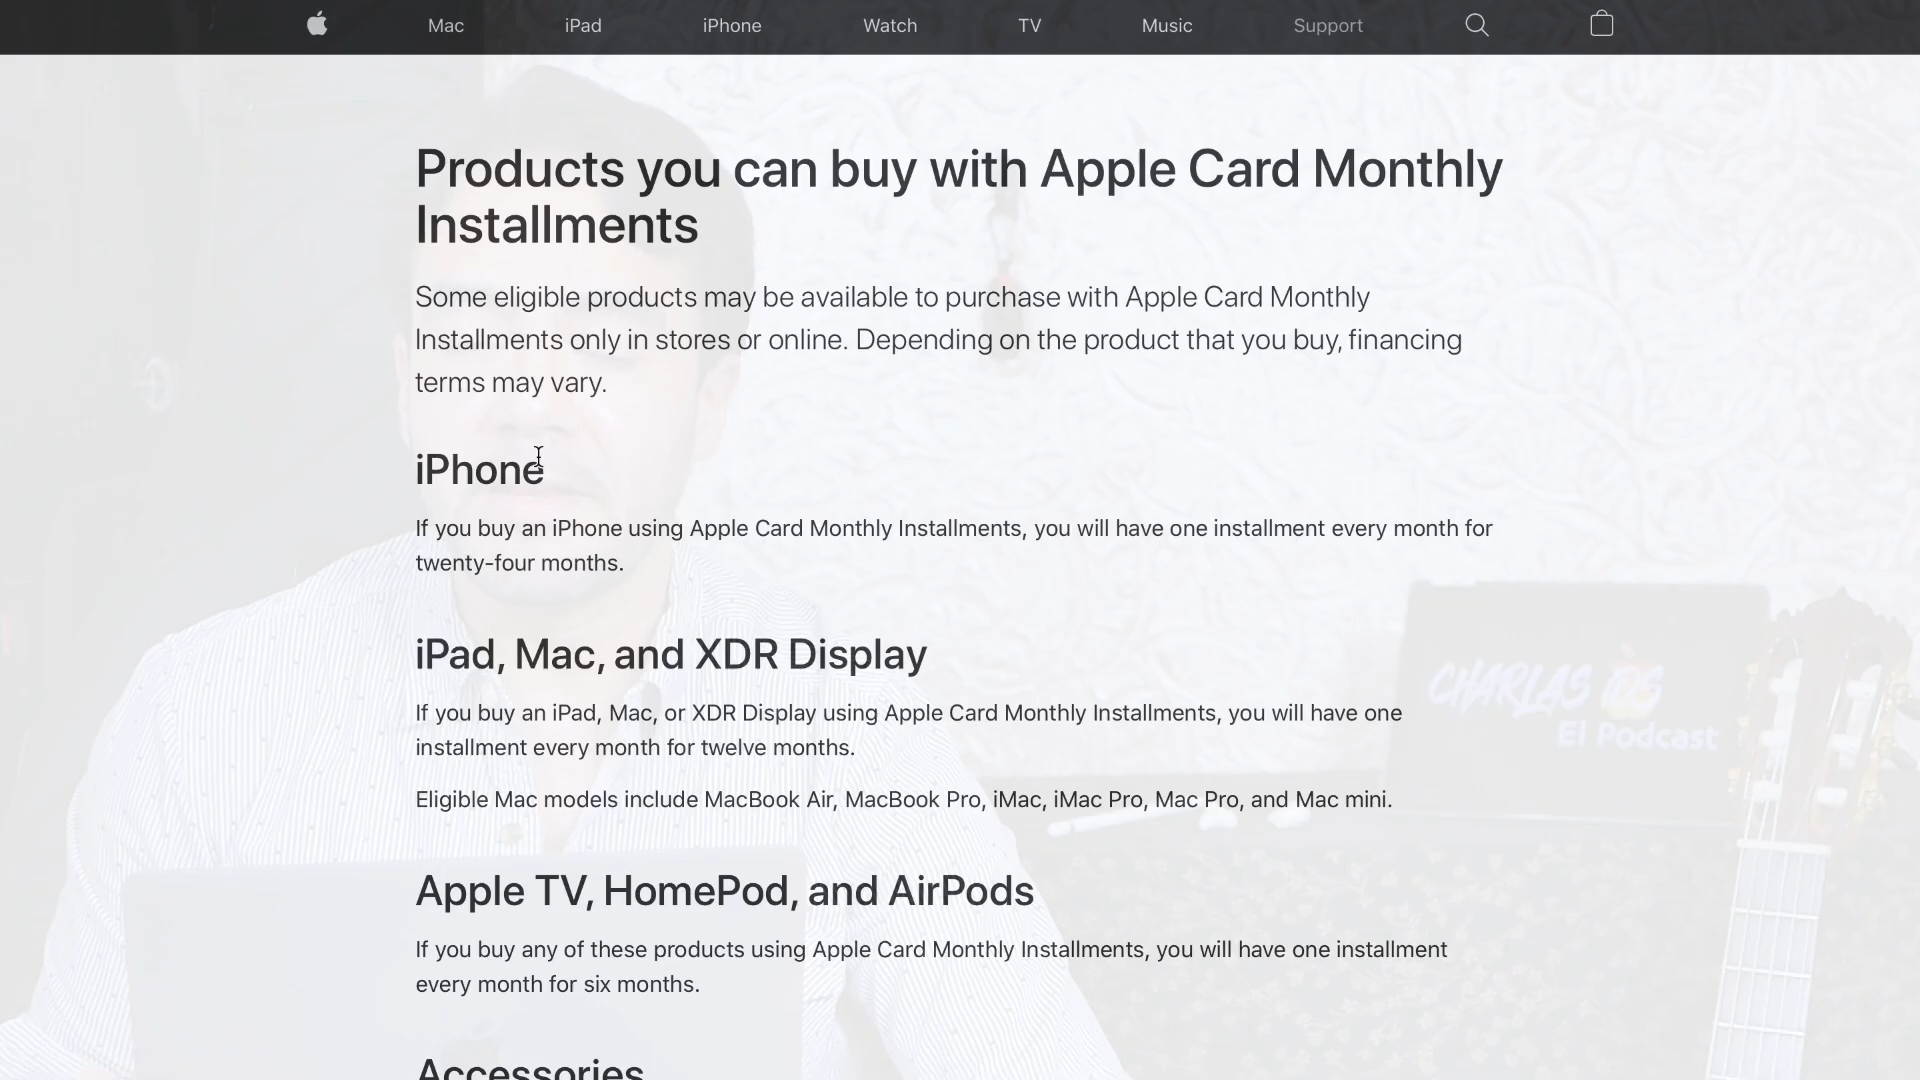 Mac iPad iPhone Watch TV Music Support
Products you can buy with Apple Card Monthly
Installments
Some eligible products may be available to purchase with Apple Card Monthly
Installments only in stores or online. Depending on the product that you buy, financing
terms may vary.
iPhone
If you buy an iPhone using Apple Card Monthly Installments, you will have one installment every month for
twenty-four months.
iPad, Mac, and XDR Display
If you buy an iPad, Mac, or XDR Display using Apple Card Monthly Installments, you will have one
installment every month for twelve months.
CHARLAS iOS
El Podcast
Eligible Mac models include MacBook Air, MacBook Pro, iMac, iMac Pro, Mac Pro, and Mac mini.
Apple TV, HomePod, and AirPods
If you buy any of these products using Apple Card Monthly Installments, you will have one installment
every month for six months.
Accessories